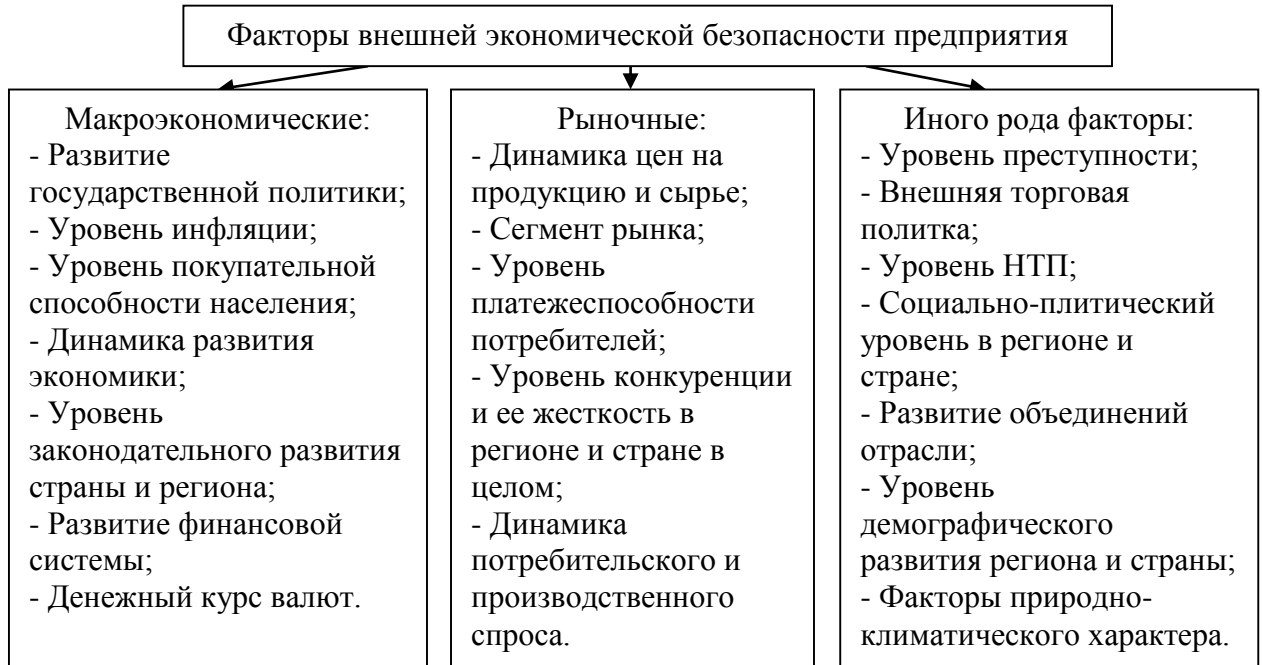 Факторы внешней экономической безопасности предприятия
Макроэкономические:
- Развитие
государственной политики;
- Уровень инфляции;
- Уровень покупательной
способности населения;
- Динамика развития
экономики;
- Уровень
законодательного развития
страны и региона;
- Развитие финансовой
системы;
- Денежный курс валют.
Рыночные:
- Динамика цен на
продукцию и сырье;
- Сегмент рынка;
- Уровень
платежеспособности
потребителей;
- Уровень конкуренции
и ее жесткость в
регионе и стране в
целом;
- Динамика
потребительского и
производственного
спроса.
Иного рода факторы:
- Уровень преступности;
- Внешняя торговая
политка;
- Уровень НТП;
- Социально-плитический
уровень в регионе и
стране;
- Развитие объединений
отрасли;
- Уровень
демографического
развития региона и страны;
- Факторы природно-
климатического характера.